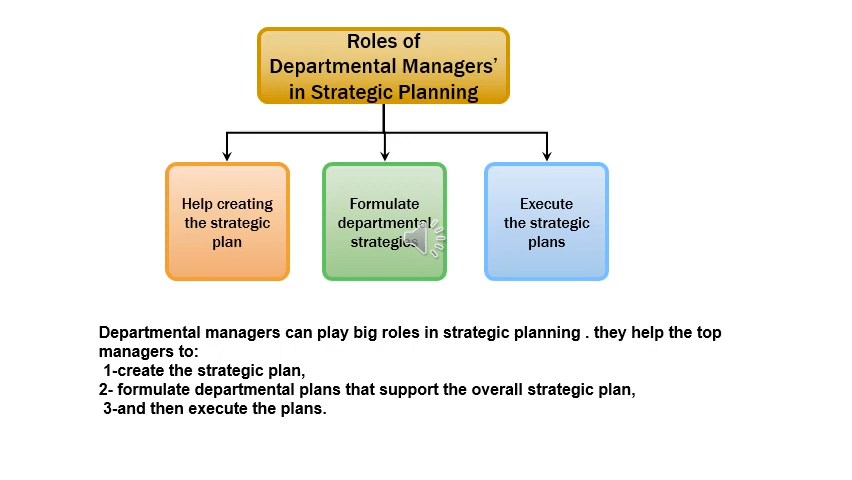 Roles of
Departmental Managers’
in Strategic Planning
Help creating
the strategic
plan
Formulate
departmental
strategies
Execute
the strategic
plans
Departmental managers can play big roles in strategic planning . they help the top
managers to:
1-create the strategic plan,
2- formulate departmental plans that support the overall strategic plan,
3-and then execute the plans.